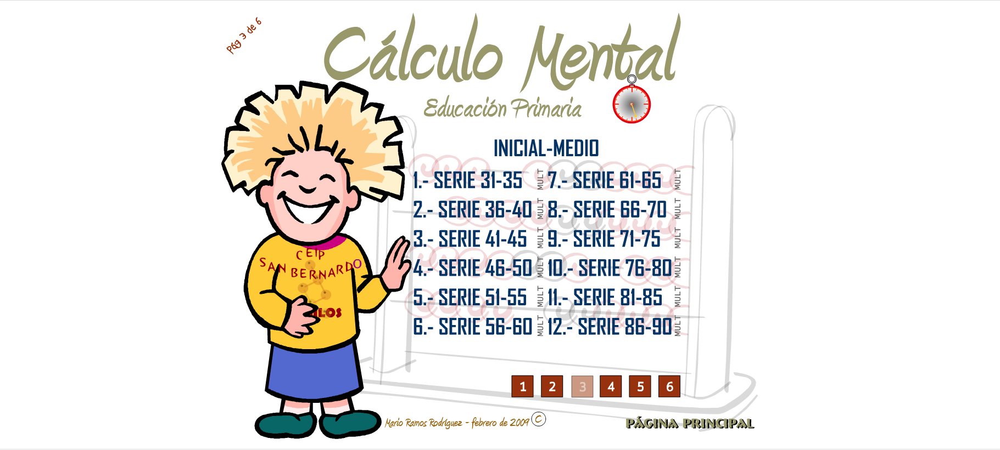 Pág 3 de 6
Cálculo Mental
Educación Primaria
INICIAL-MEDIO
1.- SERIE 31-35 MULT
2.- SERIE 36-40 MULT
3.- SERIE 41-45 MULT
4.- SERIE 46-50 MULT
5.- SERIE 51-55 MULT
6.- SERIE 56-60 MULT
7.- SERIE 61-65 MULT
8.- SERIE 66-70 MULT
9.- SERIE 71-75 MULT
10.- SERIE 76-80 MULT
11.- SERIE 81-85 MULT
12.- SERIE 86-90 MULT
CEIP
SAN BERNARDO
1 2 3 4 5 6
Mario Ramos Rodríguez - febrero de 2009 C
PÁGINA PRINCIPAL